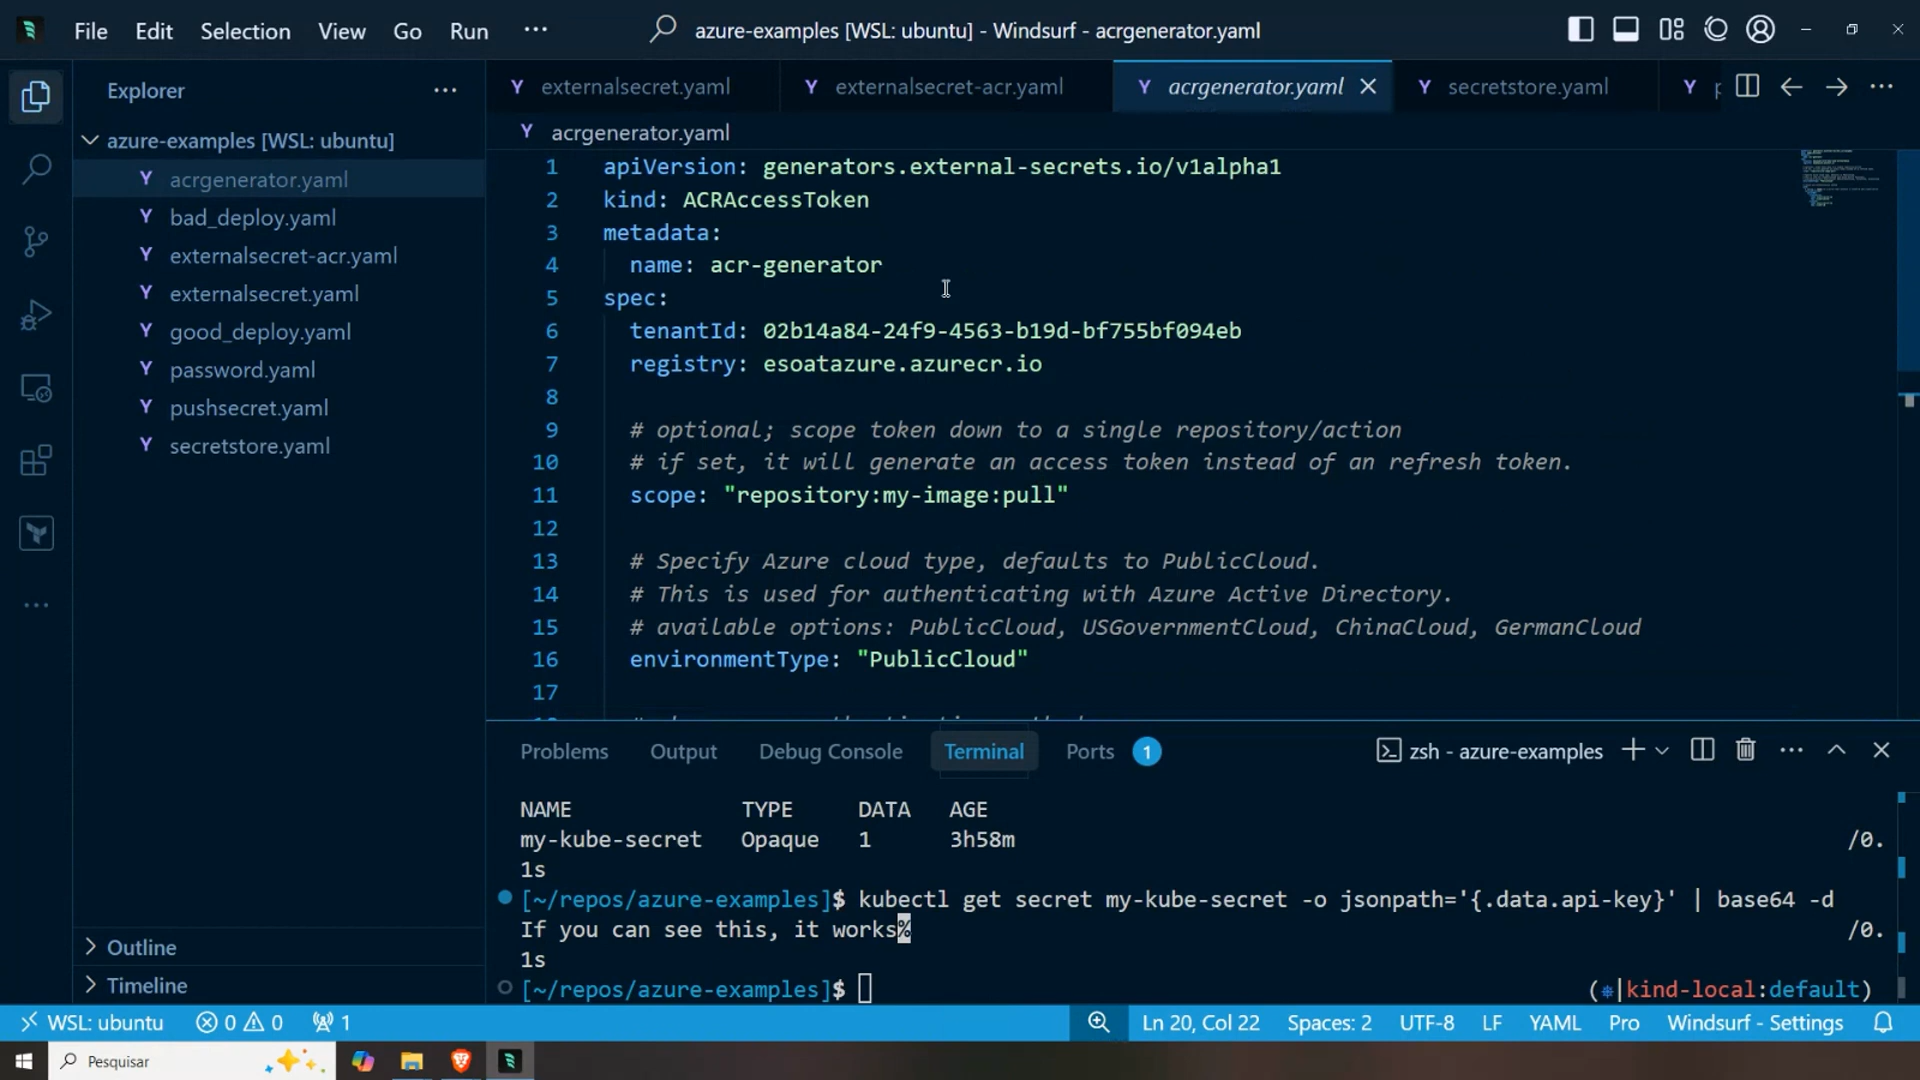 File Edit Selection View Go Run ···
azure-examples [WSL: ubuntu] - Windsurf - acrgenerator.yaml
Explorer ···
externalsecret.yaml
externalsecret-acr.yaml
acrgenerator.yaml
secretstore.yaml
azure-examples [WSL: ubuntu]
acrgenerator.yaml
bad_deploy.yaml
externalsecret-acr.yaml
externalsecret.yaml
good_deploy.yaml
password.yaml
pushsecret.yaml
secretstore.yaml
Outline
Timeline
acrgenerator.yaml
1 apiVersion: generators.external-secrets.io/v1alpha1
2 kind: ACRAccessToken
3 metadata:
4 name: acr-generator
5 spec:
6 tenantId: 02b14a84-24f9-4563-b19d-bf755bf094eb
7 registry: esoatazure.azurecr.io
8
9 # optional; scope token down to a single repository/action
10 # if set, it will generate an access token instead of an refresh token.
11 scope: "repository:my-image:pull"
12
13 # Specify Azure cloud type, defaults to PublicCloud.
14 # This is used for authenticating with Azure Active Directory.
15 # available options: PublicCloud, USGovernmentCloud, ChinaCloud, GermanCloud
16 environmentType: "PublicCloud"
17
Problems Output Debug Console Terminal Ports 1
zsh - azure-examples
NAME TYPE DATA AGE
my-kube-secret Opaque 1 3h58m /0.
1s
[~/repos/azure-examples]$ kubectl get secret my-kube-secret -o jsonpath='{.data.api-key}' | base64 -d
If you can see this, it works% /0.
1s
[~/repos/azure-examples]$ (⎈|kind-local:default)
WSL: ubuntu 0 0 1 Ln 20, Col 22 Spaces: 2 UTF-8 LF YAML Pro Windsurf - Settings
Pesquisar